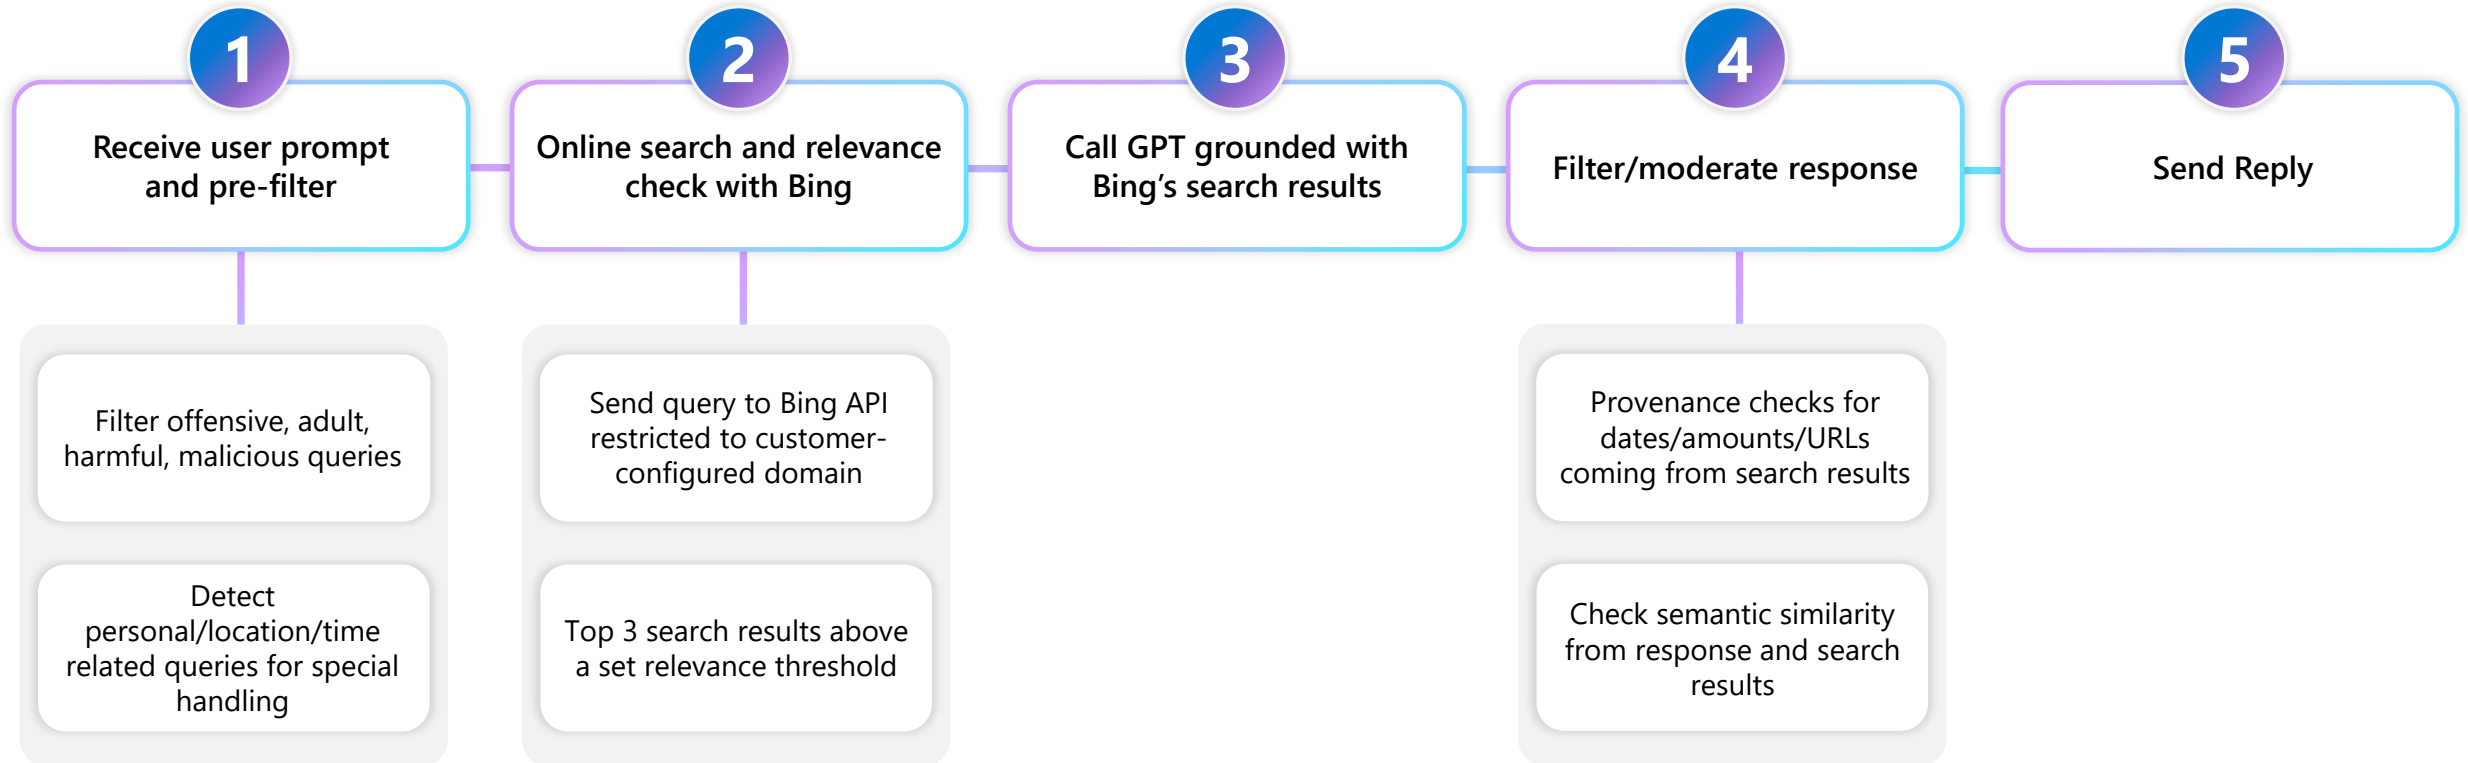 1
Receive user prompt
and pre-filter
Filter offensive, adult,
harmful, malicious queries
Detect
personal/location/time
related queries for special
handling
2
Online search and relevance
check with Bing
Send query to Bing API
restricted to customer-
configured domain
Top 3 search results above
a set relevance threshold
3
Call GPT grounded with
Bing’s search results
4
Filter/moderate response
Provenance checks for
dates/amounts/URLs
coming from search results
Check semantic similarity
from response and search
results
5
Send Reply